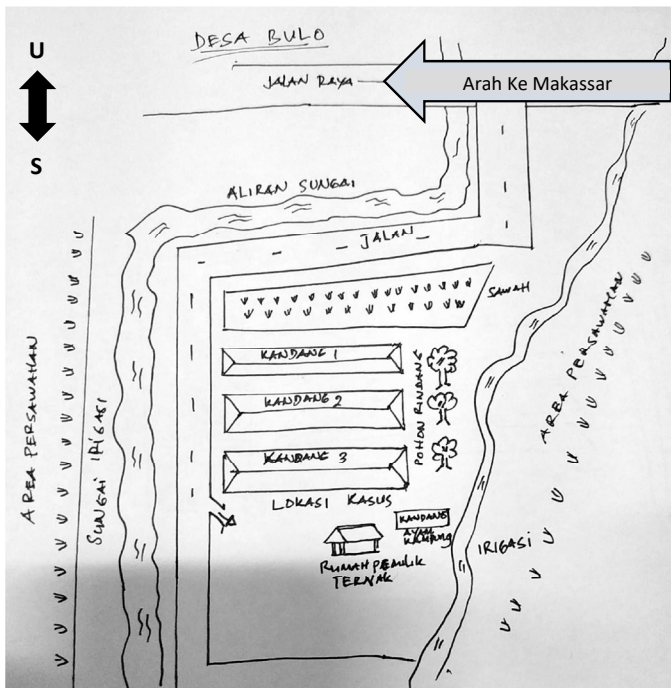 DESA BULO
U
S
JALAN RAYA
Arah Ke Makassar
ALIRAN SUNGAI
JALAN
SAWAH
KANDANG 1
KANDANG 2
KANDANG 3
POHON RINDANG
LOKASI KASUS
KANDANG
AYAM
KAMPUNG
RUMAH PEMILIK
TERNAK
IRIGASI
AREA PERSAWAHAN
SUNGAI IRIGASI
AREA PERSAWAHAN